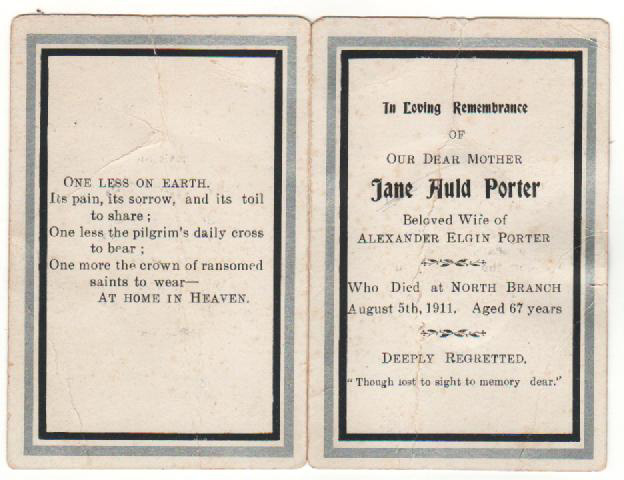 ONE LESS ON EARTH.
Its pain, its sorrow, and its toil
to share;
One less the pilgrim's daily cross
to bear;
One more the crown of ransomed
saints to wear—
AT HOME IN HEAVEN.
In Loving Remembrance
OF
OUR DEAR MOTHER
Jane Auld Porter
Beloved Wife of
ALEXANDER ELGIN PORTER
Who Died at NORTH BRANCH
August 5th, 1911. Aged 67 years
DEEPLY REGRETTED.
"Though lost to sight to memory dear."